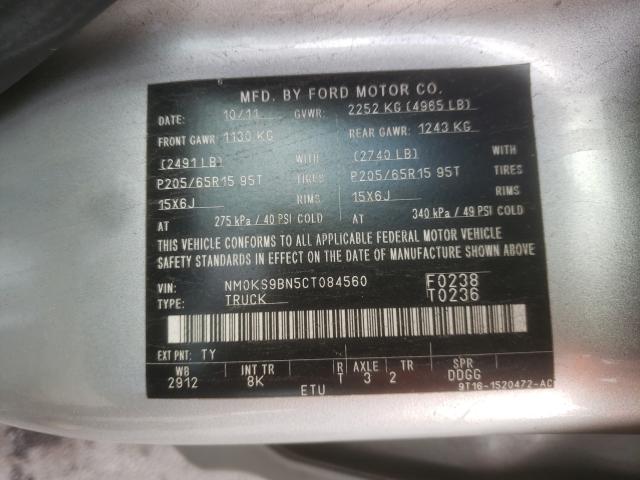 MFD. BY FORD MOTOR CO.
DATE: 10/11 GVWR: 2252 KG (4965 LB)
FRONT GAWR: 1130 KG REAR GAWR: 1243 KG
(2491 LB) WITH (2740 LB) WITH
P205/65R15 95T TIRES P205/65R15 95T TIRES
15X6J RIMS 15X6J RIMS
AT 275 kPa / 40 PSI COLD AT 340 kPa / 49 PSI COLD
THIS VEHICLE CONFORMS TO ALL APPLICABLE FEDERAL MOTOR VEHICLE
SAFETY STANDARDS IN EFFECT ON THE DATE OF MANUFACTURE SHOWN ABOVE
VIN: NM0KS9BN5CT084560 F0238
TYPE: TRUCK T0236
EXT PNT: TY
WB INT TR R AXLE TR SPR
2912 8K T 3 2 DDGG
ETU 9T16-1520472-AC